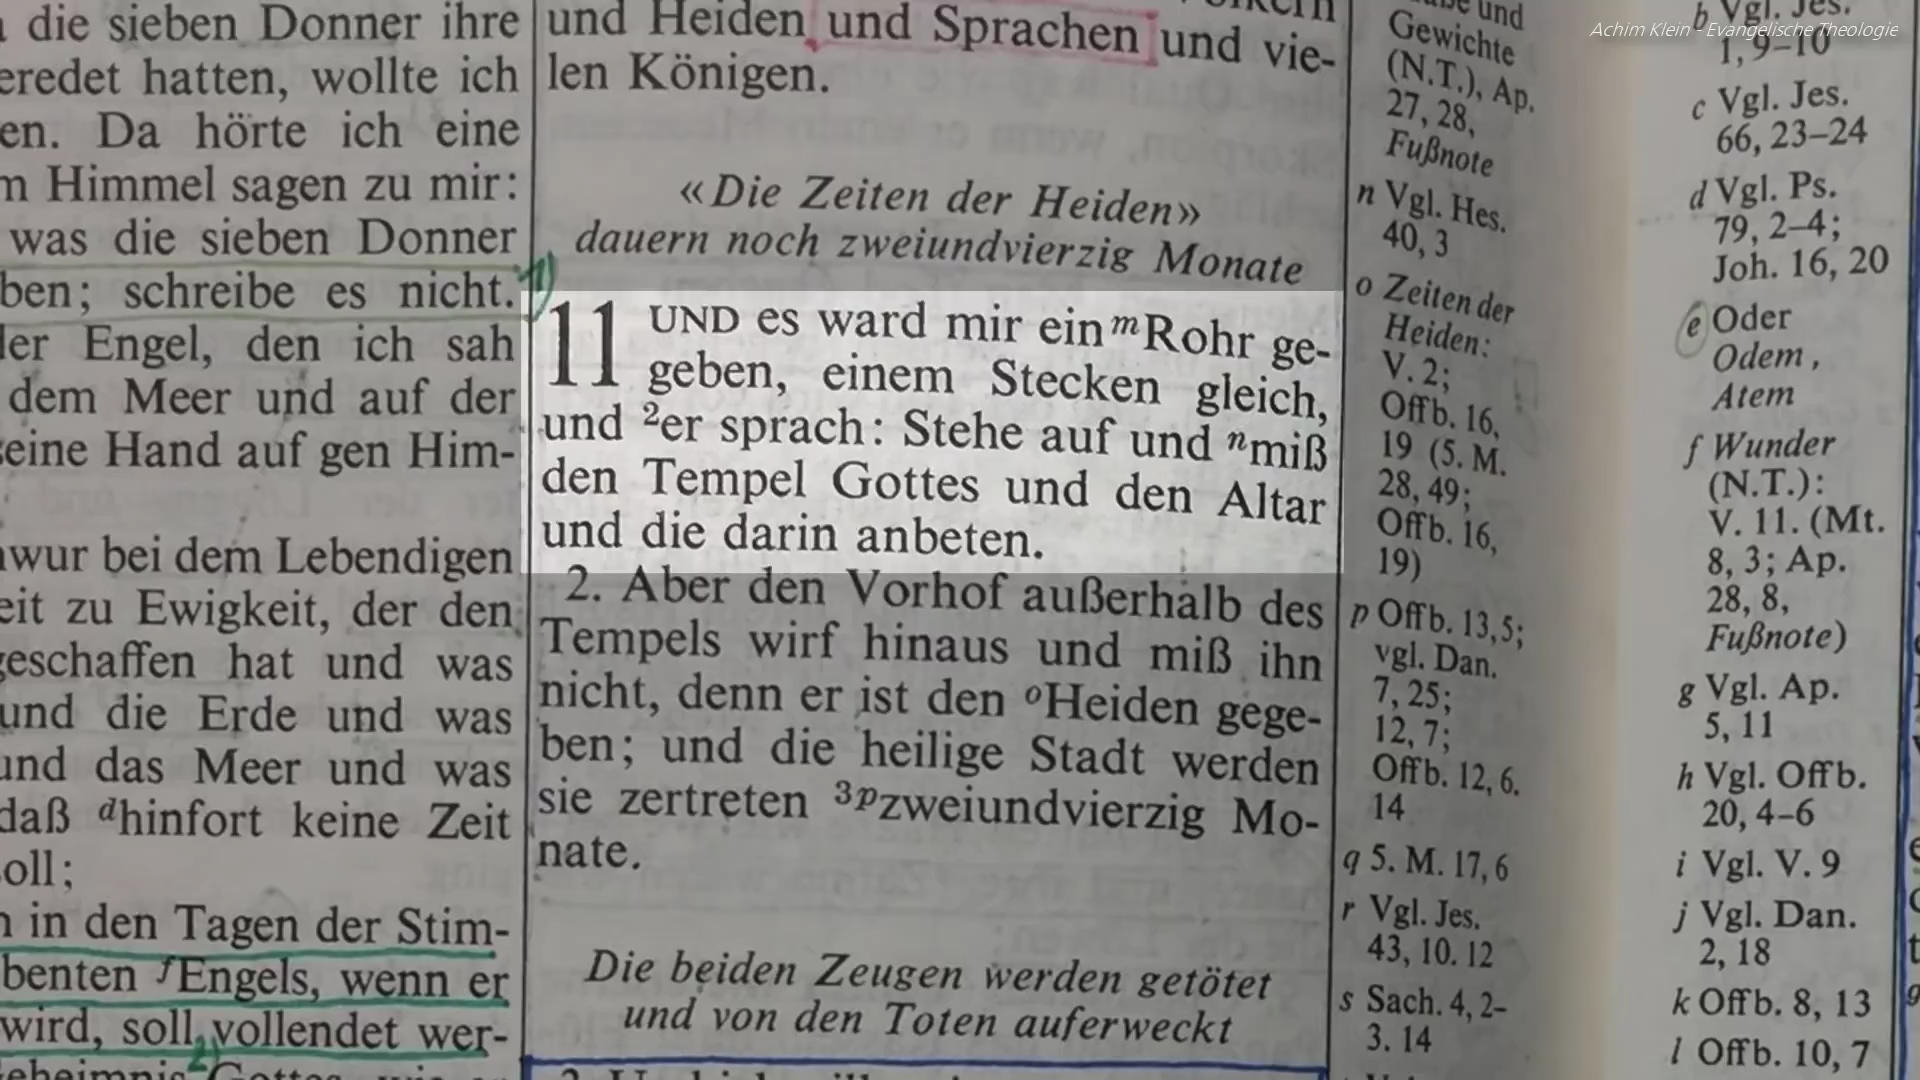 Achim Klein - Evangelische Theologie
die sieben Donner ihre
eredet hatten, wollte ich
en. Da hörte ich eine
m Himmel sagen zu mir:
was die sieben Donner
ben; schreibe es nicht.
der Engel, den ich sah
dem Meer und auf der
seine Hand auf gen Him-
wur bei dem Lebendigen
eit zu Ewigkeit, der den
geschaffen hat und was
und die Erde und was
und das Meer und was
daß dhinfort keine Zeit
soll;
in den Tagen der Stim-
benten fEngels, wenn er
wird, soll vollendet wer-
und Heiden und Sprachen und vie-
len Königen.
«Die Zeiten der Heiden»
dauern noch zweiundvierzig Monate
11 UND es ward mir ein mRohr ge-
geben, einem Stecken gleich,
und 2er sprach: Stehe auf und nmiß
den Tempel Gottes und den Altar
und die darin anbeten.
2. Aber den Vorhof außerhalb des
Tempels wirf hinaus und miß ihn
nicht, denn er ist den oHeiden gege-
ben; und die heilige Stadt werden
sie zertreten 3pzweiundvierzig Mo-
nate.
Die beiden Zeugen werden getötet
und von den Toten auferweckt
und
Gewichte
(N.T.), Ap.
27, 28,
Fußnote
n Vgl. Hes.
40, 3
o Zeiten der
Heiden:
V. 2;
Offb. 16,
19 (5. M.
28, 49;
Offb. 16,
19)
p Offb. 13,5;
vgl. Dan.
7, 25;
12, 7;
Offb. 12, 6.
14
q 5. M. 17, 6
r Vgl. Jes.
43, 10. 12
s Sach. 4, 2–
3. 14
b Vgl. Jes.
1, 9–10
c Vgl. Jes.
66, 23–24
d Vgl. Ps.
79, 2–4;
Joh. 16, 20
e Oder
Odem,
Atem
f Wunder
(N.T.):
V. 11. (Mt.
8, 3; Ap.
28, 8,
Fußnote)
g Vgl. Ap.
5, 11
h Vgl. Offb.
20, 4–6
i Vgl. V. 9
j Vgl. Dan.
2, 18
k Offb. 8, 13
l Offb. 10, 7